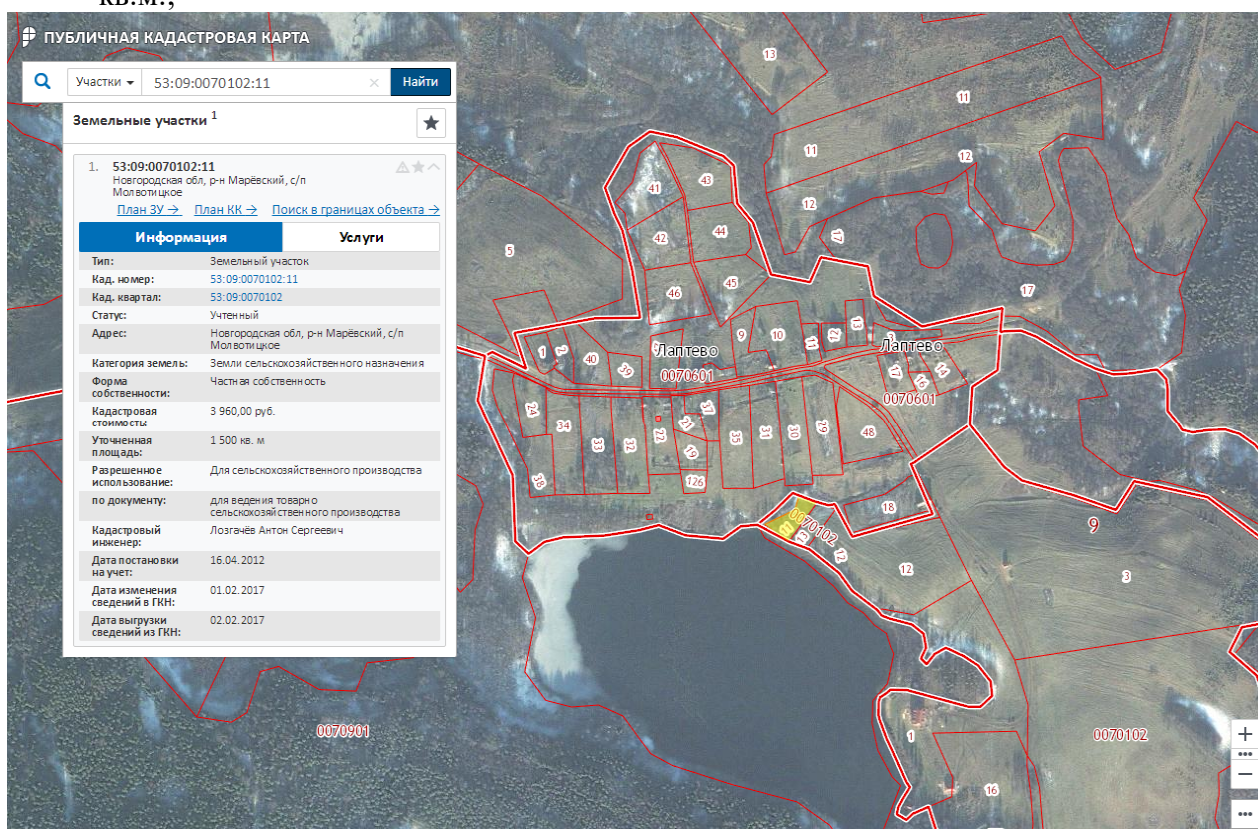 кв.м.;
ПУБЛИЧНАЯ КАДАСТРОВАЯ КАРТА
Участки 53:09:0070102:11 × Найти
Земельные участки 1
1. 53:09:0070102:11
Новгородская обл, р-н Марёвский, с/п
Молвотицкое
План ЗУ → План КК → Поиск в границах объекта →
Информация Услуги
Тип: Земельный участок
Кад. номер: 53:09:0070102:11
Кад. квартал: 53:09:0070102
Статус: Учтенный
Адрес: Новгородская обл, р-н Марёвский, с/п
Молвотицкое
Категория земель: Земли сельскохозяйственного назначения
Форма Частная собственность
собственности:
Кадастровая 3 960,00 руб.
стоимость:
Уточненная 1 500 кв. м
площадь:
Разрешенное Для сельскохозяйственного производства
использование:
по документу: для ведения товарно
сельскохозяйственного производства
Кадастровый Лозгачёв Антон Сергеевич
инженер:
Дата постановки 16.04.2012
на учет:
Дата изменения 01.02.2017
сведений в ГКН:
Дата выгрузки 02.02.2017
сведений из ГКН:
13
11
11
12
12
17
17
5
41
43
42
44
45
46
1
2
40
39
9
10
11
12
13
Лаптево
0070601
Лаптево
17
16
14
0070601
24
34
33
32
22
21
37
19
126
35
31
30
29
48
38
18
0070102
13
12
12
9
3
1
16
0070901
0070102
+
−